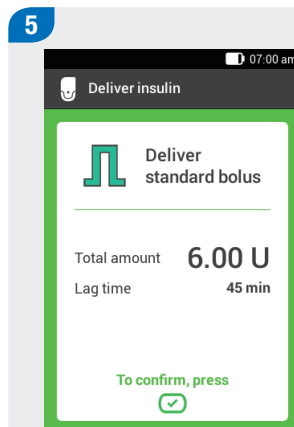 5
07:00 am
Deliver insulin
Deliver
standard bolus
Total amount 6.00 U
Lag time 45 min
To confirm, press